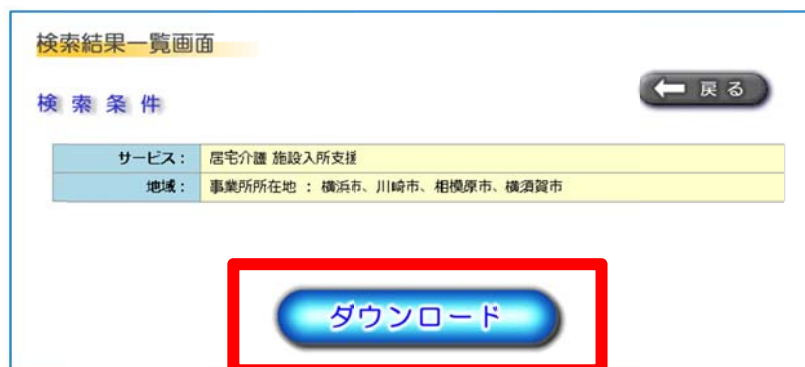 検索結果一覧画面
戻る
検索条件
サービス： 居宅介護 施設入所支援
地域： 事業所所在地 ： 横浜市、川崎市、相模原市、横須賀市
ダウンロード